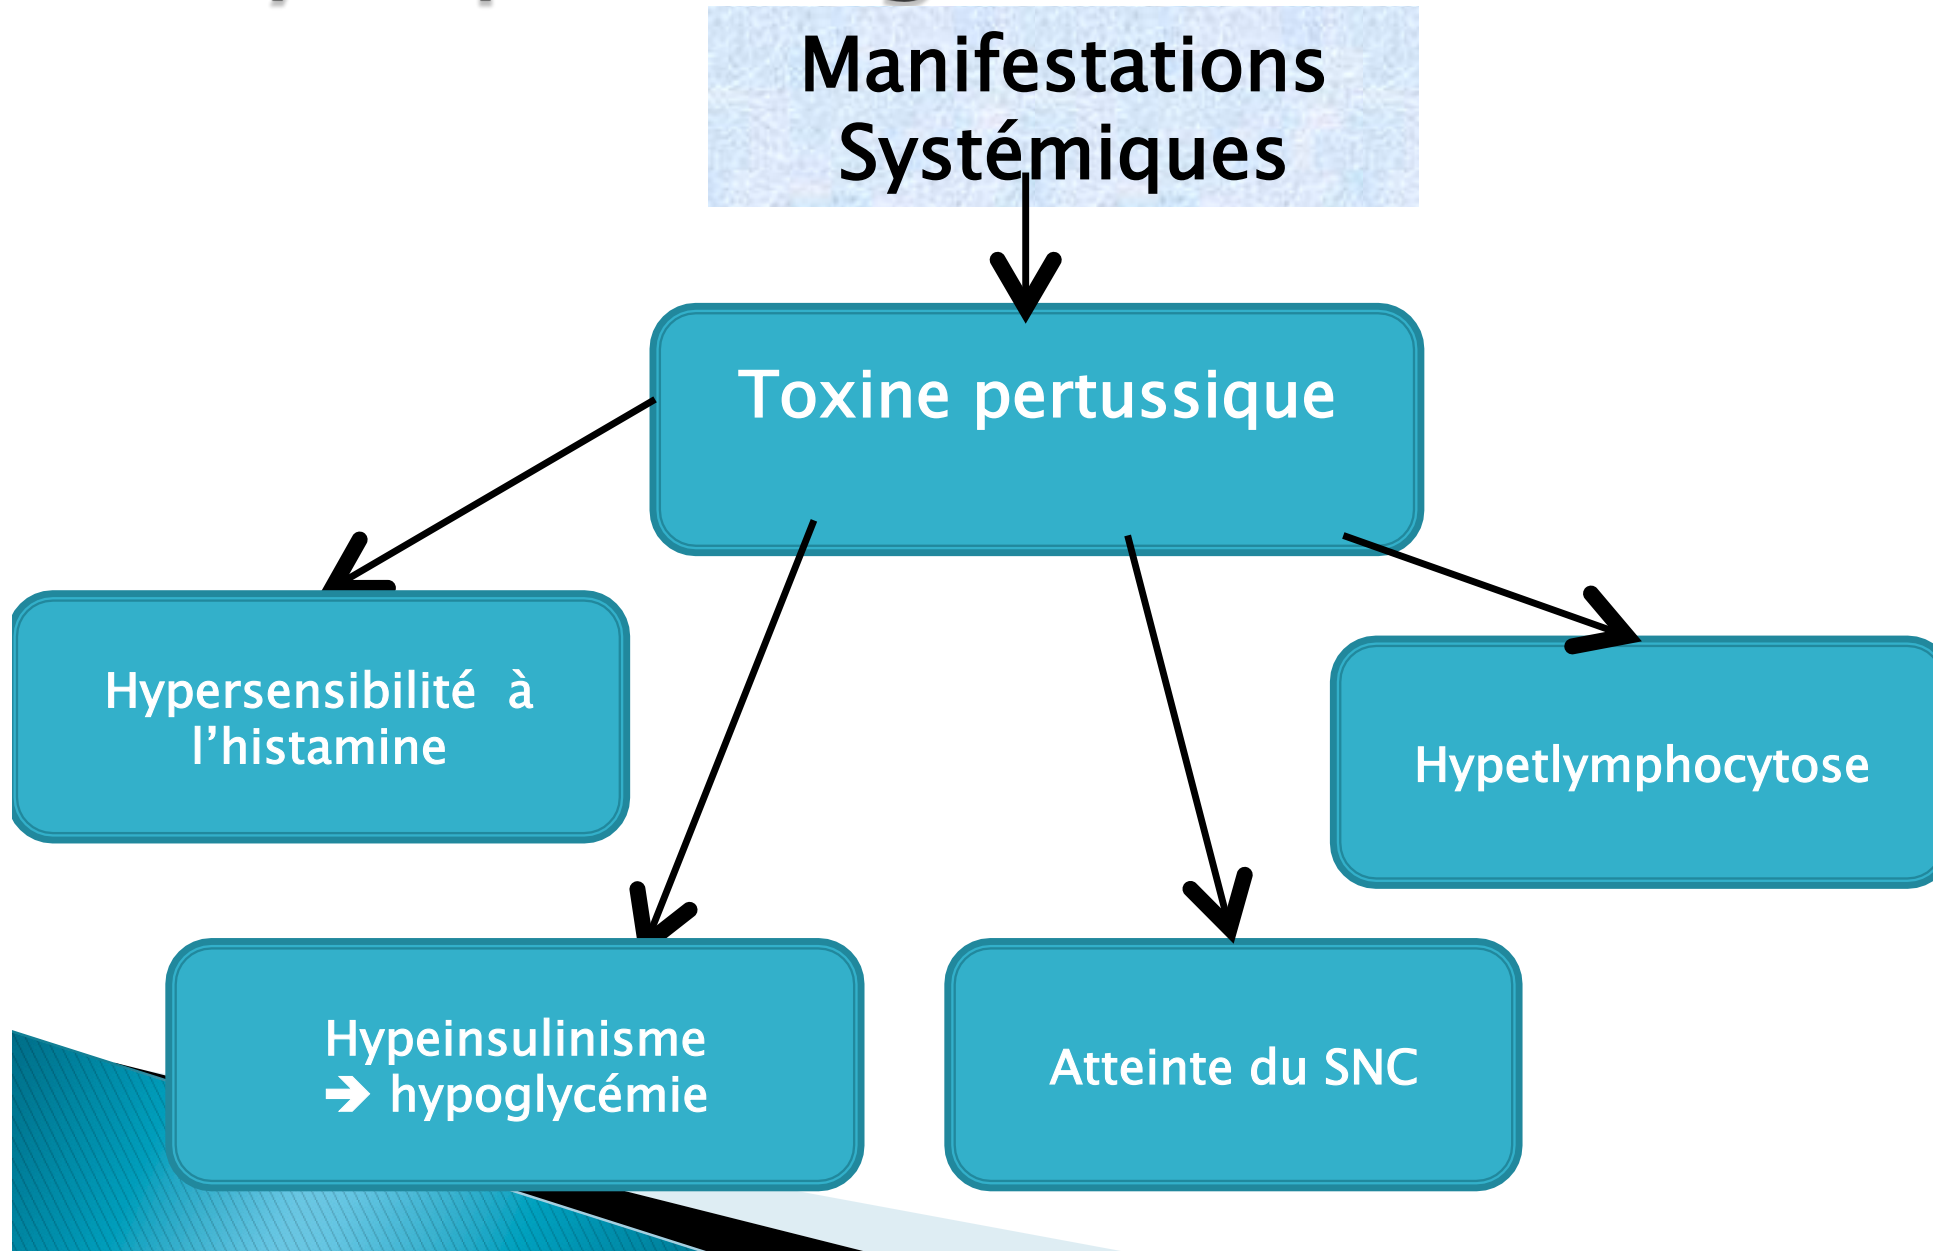 Manifestations
Systémiques
Toxine pertussique
Hypersensibilité à
l’histamine
Hypetlymphocytose
Hypeinsulinisme
➔ hypoglycémie
Atteinte du SNC